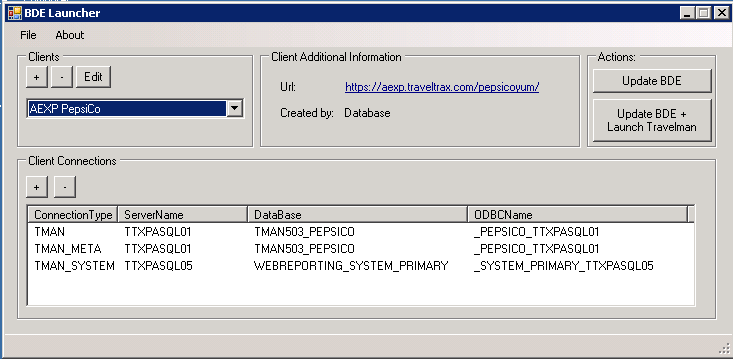 BDE Launcher
File About
Clients
+ - Edit
AEXP PepsiCo
Client Additional Information
Url: https://aexp.traveltrax.com/pepsicoyum/
Created by: Database
Actions:
Update BDE
Update BDE +
Launch Travelman
Client Connections
+ -
ConnectionType ServerName DataBase ODBCName
TMAN TTXPASQL01 TMAN503_PEPSICO _PEPSICO_TTXPASQL01
TMAN_META TTXPASQL01 TMAN503_PEPSICO _PEPSICO_TTXPASQL01
TMAN_SYSTEM TTXPASQL05 WEBREPORTING_SYSTEM_PRIMARY _SYSTEM_PRIMARY_TTXPASQL05